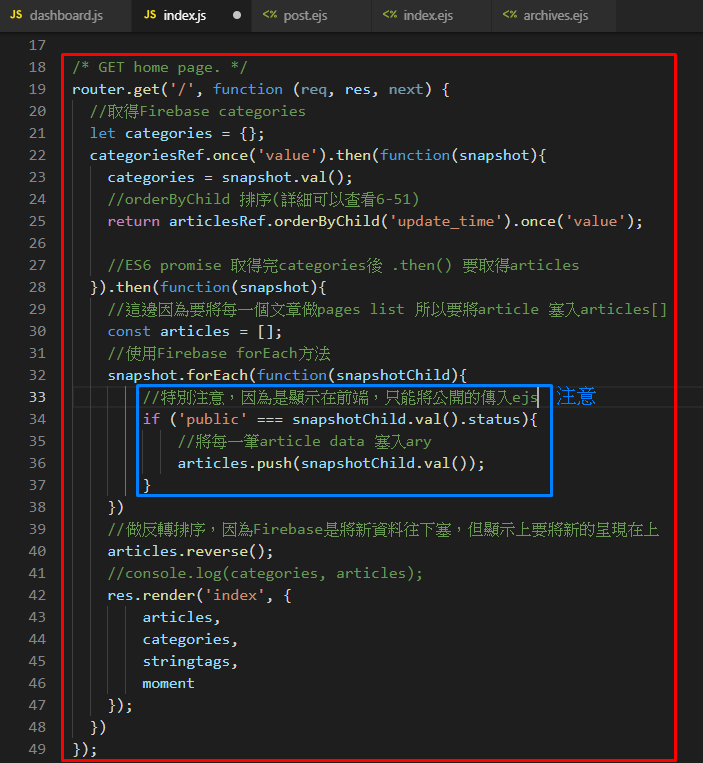 JS dashboard.js JS index.js ● <% post.ejs <% index.ejs <% archives.ejs
17
18 /* GET home page. */
19 router.get('/', function (req, res, next) {
20 //取得Firebase categories
21 let categories = {};
22 categoriesRef.once('value').then(function(snapshot){
23 categories = snapshot.val();
24 //orderByChild 排序(詳細可以查看6-51)
25 return articlesRef.orderByChild('update_time').once('value');
26
27 //ES6 promise 取得完categories後 .then() 要取得articles
28 }).then(function(snapshot){
29 //這邊因為要將每一個文章做pages list 所以要將article 塞入articles[]
30 const articles = [];
31 //使用Firebase forEach方法
32 snapshot.forEach(function(snapshotChild){
33 //特別注意，因為是顯示在前端，只能將公開的傳入ejs 注意
34 if ('public' === snapshotChild.val().status){
35 //將每一筆article data 塞入ary
36 articles.push(snapshotChild.val());
37 }
38 })
39 //做反轉排序，因為Firebase是將新資料往下塞，但顯示上要將新的呈現在上
40 articles.reverse();
41 //console.log(categories, articles);
42 res.render('index', {
43 articles,
44 categories,
45 stringtags,
46 moment
47 });
48 })
49 });